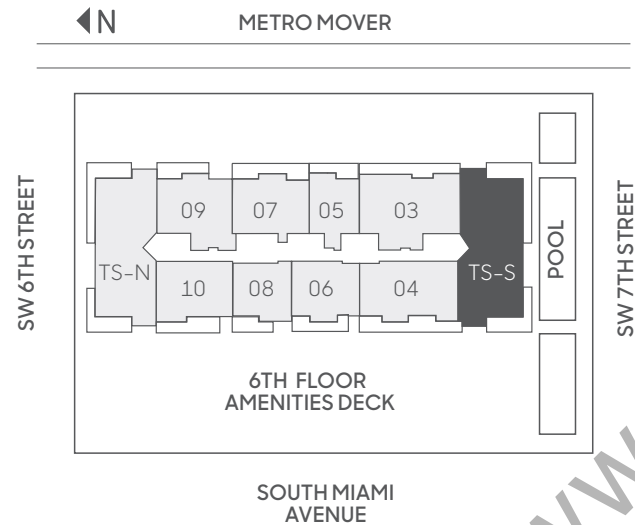 N
METRO MOVER
SW 6TH STREET
09
07
05
03
TS-N
TS-S
10
08
06
04
POOL
SW 7TH STREET
6TH FLOOR
AMENITIES DECK
SOUTH MIAMI
AVENUE